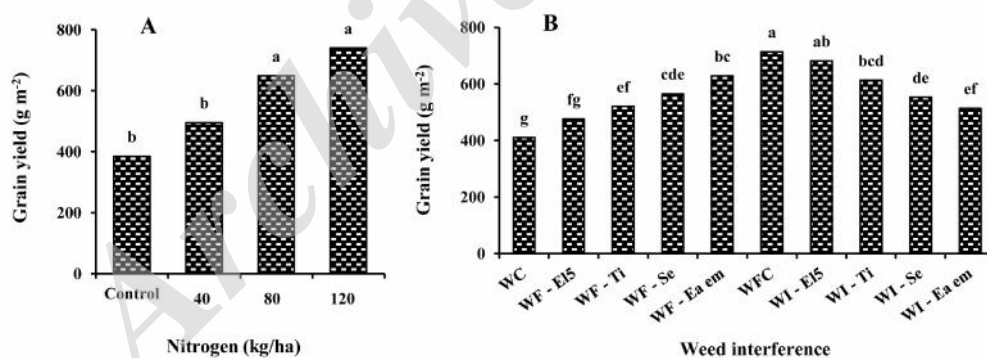 A
Grain yield (g m⁻²)
800
600
400
200
0
b
b
a
a
Control
40
80
120
Nitrogen (kg/ha)
B
Grain yield (g m⁻²)
800
600
400
200
0
g
fg
ef
cde
bc
a
ab
bcd
de
ef
WC
WF - El5
WF - Ti
WF - Se
WF - Ea em
WFC
WI - El5
WI - Ti
WI - Se
WI - Ea em
Weed interference
Archive